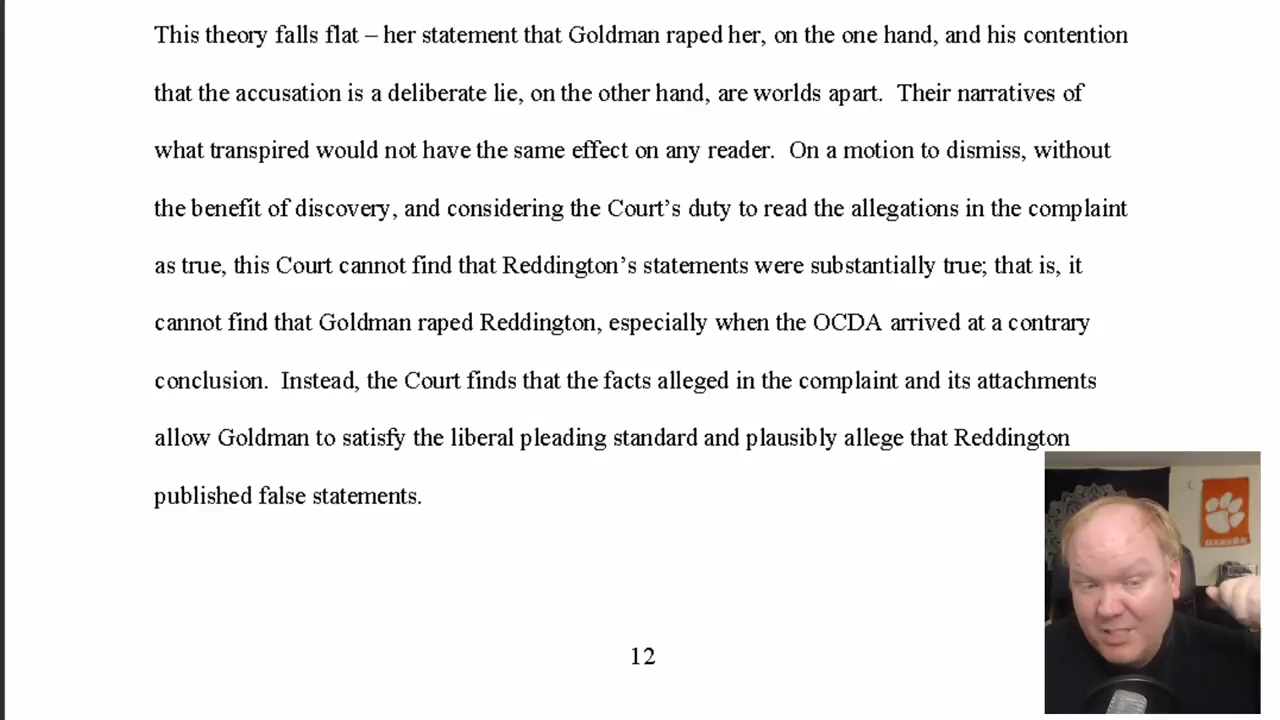 This theory falls flat – her statement that Goldman raped her, on the one hand, and his contention
that the accusation is a deliberate lie, on the other hand, are worlds apart.  Their narratives of
what transpired would not have the same effect on any reader.  On a motion to dismiss, without
the benefit of discovery, and considering the Court’s duty to read the allegations in the complaint
as true, this Court cannot find that Reddington’s statements were substantially true; that is, it
cannot find that Goldman raped Reddington, especially when the OCDA arrived at a contrary
conclusion.  Instead, the Court finds that the facts alleged in the complaint and its attachments
allow Goldman to satisfy the liberal pleading standard and plausibly allege that Reddington
published false statements.
12